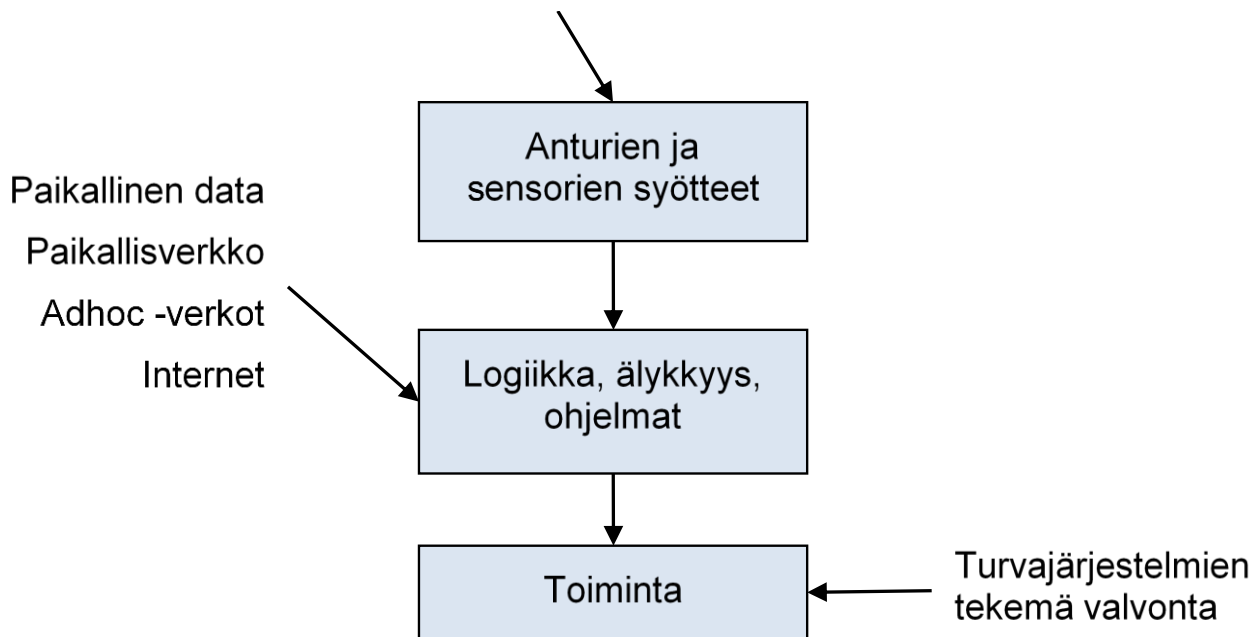 Anturien ja
sensorien syötteet
Paikallinen data
Paikallisverkko
Adhoc -verkot
Internet
Logiikka, älykkyys,
ohjelmat
Toiminta
Turvajärjestelmien
tekemä valvonta